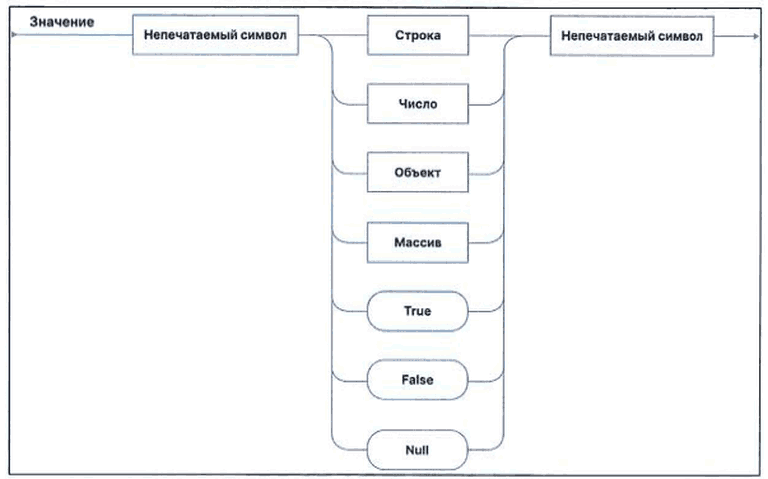 Значение
Непечатаемый символ
Строка
Непечатаемый символ
Число
Объект
Массив
True
False
Null